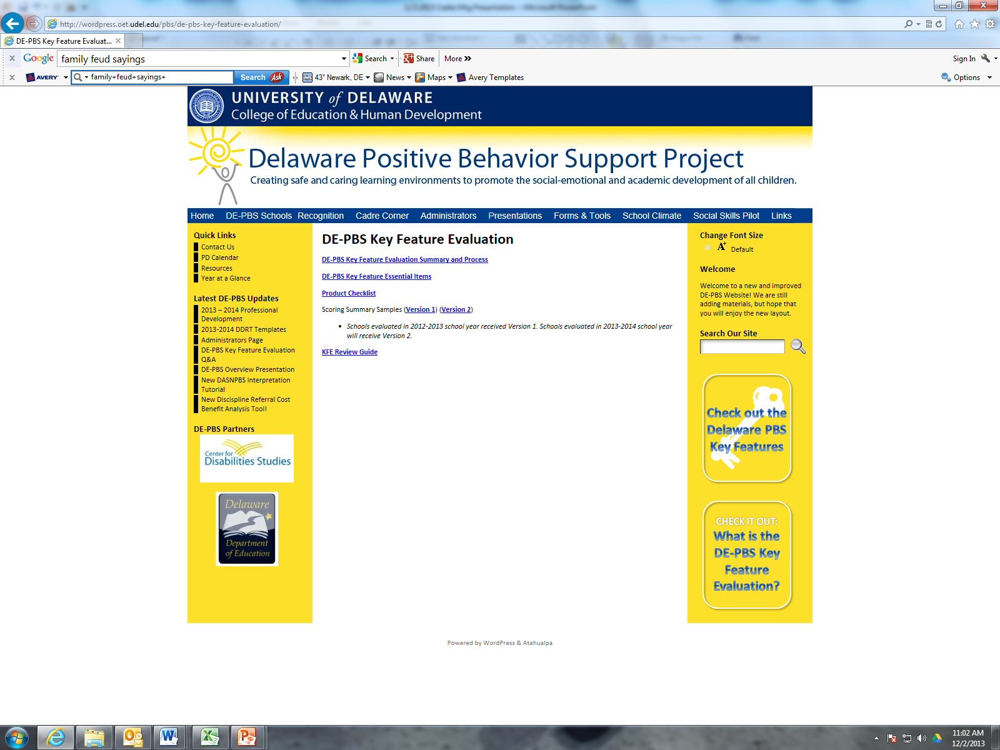 12.5.2013 Cadre Mtg Presentation - Microsoft PowerPoint
http://wordpress.oet.udel.edu/pbs/de-pbs-key-feature-evaluation/
DE-PBS Key Feature Evaluat...
Google family feud sayings Search Share More Sign In
AVERY family+feud+sayings+ Search Ask 43° Newark, DE News Maps Avery Templates Options
UNIVERSITY of DELAWARE
College of Education & Human Development
Delaware Positive Behavior Support Project
Creating safe and caring learning environments to promote the social-emotional and academic development of all children.
Home DE-PBS Schools Recognition Cadre Corner Administrators Presentations Forms & Tools School Climate Social Skills Pilot Links
Quick Links
Contact Us
PD Calendar
Resources
Year at a Glance
Latest DE-PBS Updates
2013 – 2014 Professional
Development
2013-2014 DDRT Templates
Administrators Page
DE-PBS Key Feature Evaluation
Q&A
DE-PBS Overview Presentation
New DASNPBS Interpretation
Tutorial
New Discispline Referral Cost
Benefit Analysis Tool!
DE-PBS Partners
Center for
Disabilities Studies
Delaware
Department
of Education
DE-PBS Key Feature Evaluation
DE-PBS Key Feature Evaluation Summary and Process
DE-PBS Key Feature Essential Items
Product Checklist
Scoring Summary Samples (Version 1) (Version 2)
• Schools evaluated in 2012-2013 school year received Version 1. Schools evaluated in 2013-2014 school year
will receive Version 2.
KFE Review Guide
Change Font Size
a A+ Default
Welcome
Welcome to a new and improved
DE-PBS Website! We are still
adding materials, but hope that
you will enjoy the new layout.
Search Our Site
Check out the
Delaware PBS
Key Features
CHECK IT OUT:
What is the
DE-PBS Key
Feature
Evaluation?
Powered by WordPress & Atahualpa
11:02 AM
12/2/2013